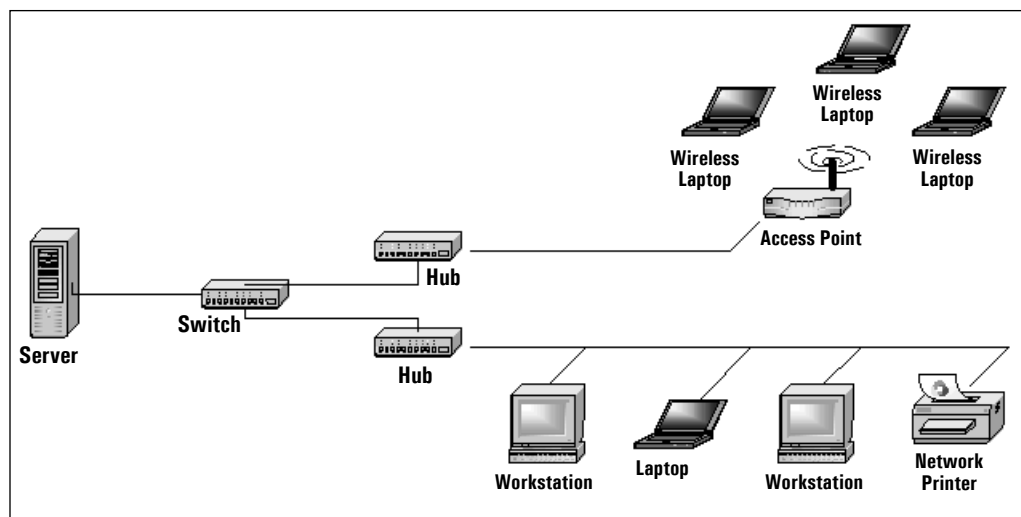 Wireless
Laptop
Wireless
Laptop
Wireless
Laptop
Access Point
Hub
Switch
Server
Hub
Workstation
Laptop
Workstation
Network
Printer